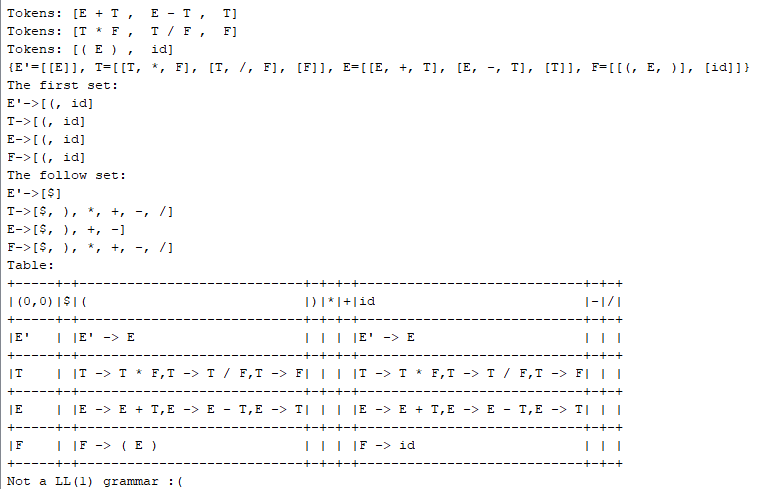 Tokens: [E + T ,  E - T ,  T]
Tokens: [T * F ,  T / F ,  F]
Tokens: [( E ) ,  id]
{E'=[[E]], T=[[T, *, F], [T, /, F], [F]], E=[[E, +, T], [E, -, T], [T]], F=[[(, E, )], [id]]}
The first set:
E'->[(, id]
T->[(, id]
E->[(, id]
F->[(, id]
The follow set:
E'->[$]
T->[$, ), *, +, -, /]
E->[$, ), +, -]
F->[$, ), *, +, -, /]
Table:
+-----+-+----------------------------+-+-+-+----------------------------+-+-+
|(0,0)|$|(                           |)|*|+|id                          |-|/|
+-----+-+----------------------------+-+-+-+----------------------------+-+-+
|E'   | |E' -> E                     | | | |E' -> E                     | | |
+-----+-+----------------------------+-+-+-+----------------------------+-+-+
|T    | |T -> T * F,T -> T / F,T -> F| | | |T -> T * F,T -> T / F,T -> F| | |
+-----+-+----------------------------+-+-+-+----------------------------+-+-+
|E    | |E -> E + T,E -> E - T,E -> T| | | |E -> E + T,E -> E - T,E -> T| | |
+-----+-+----------------------------+-+-+-+----------------------------+-+-+
|F    | |F -> ( E )                  | | | |F -> id                     | | |
+-----+-+----------------------------+-+-+-+----------------------------+-+-+
Not a LL(1) grammar :(